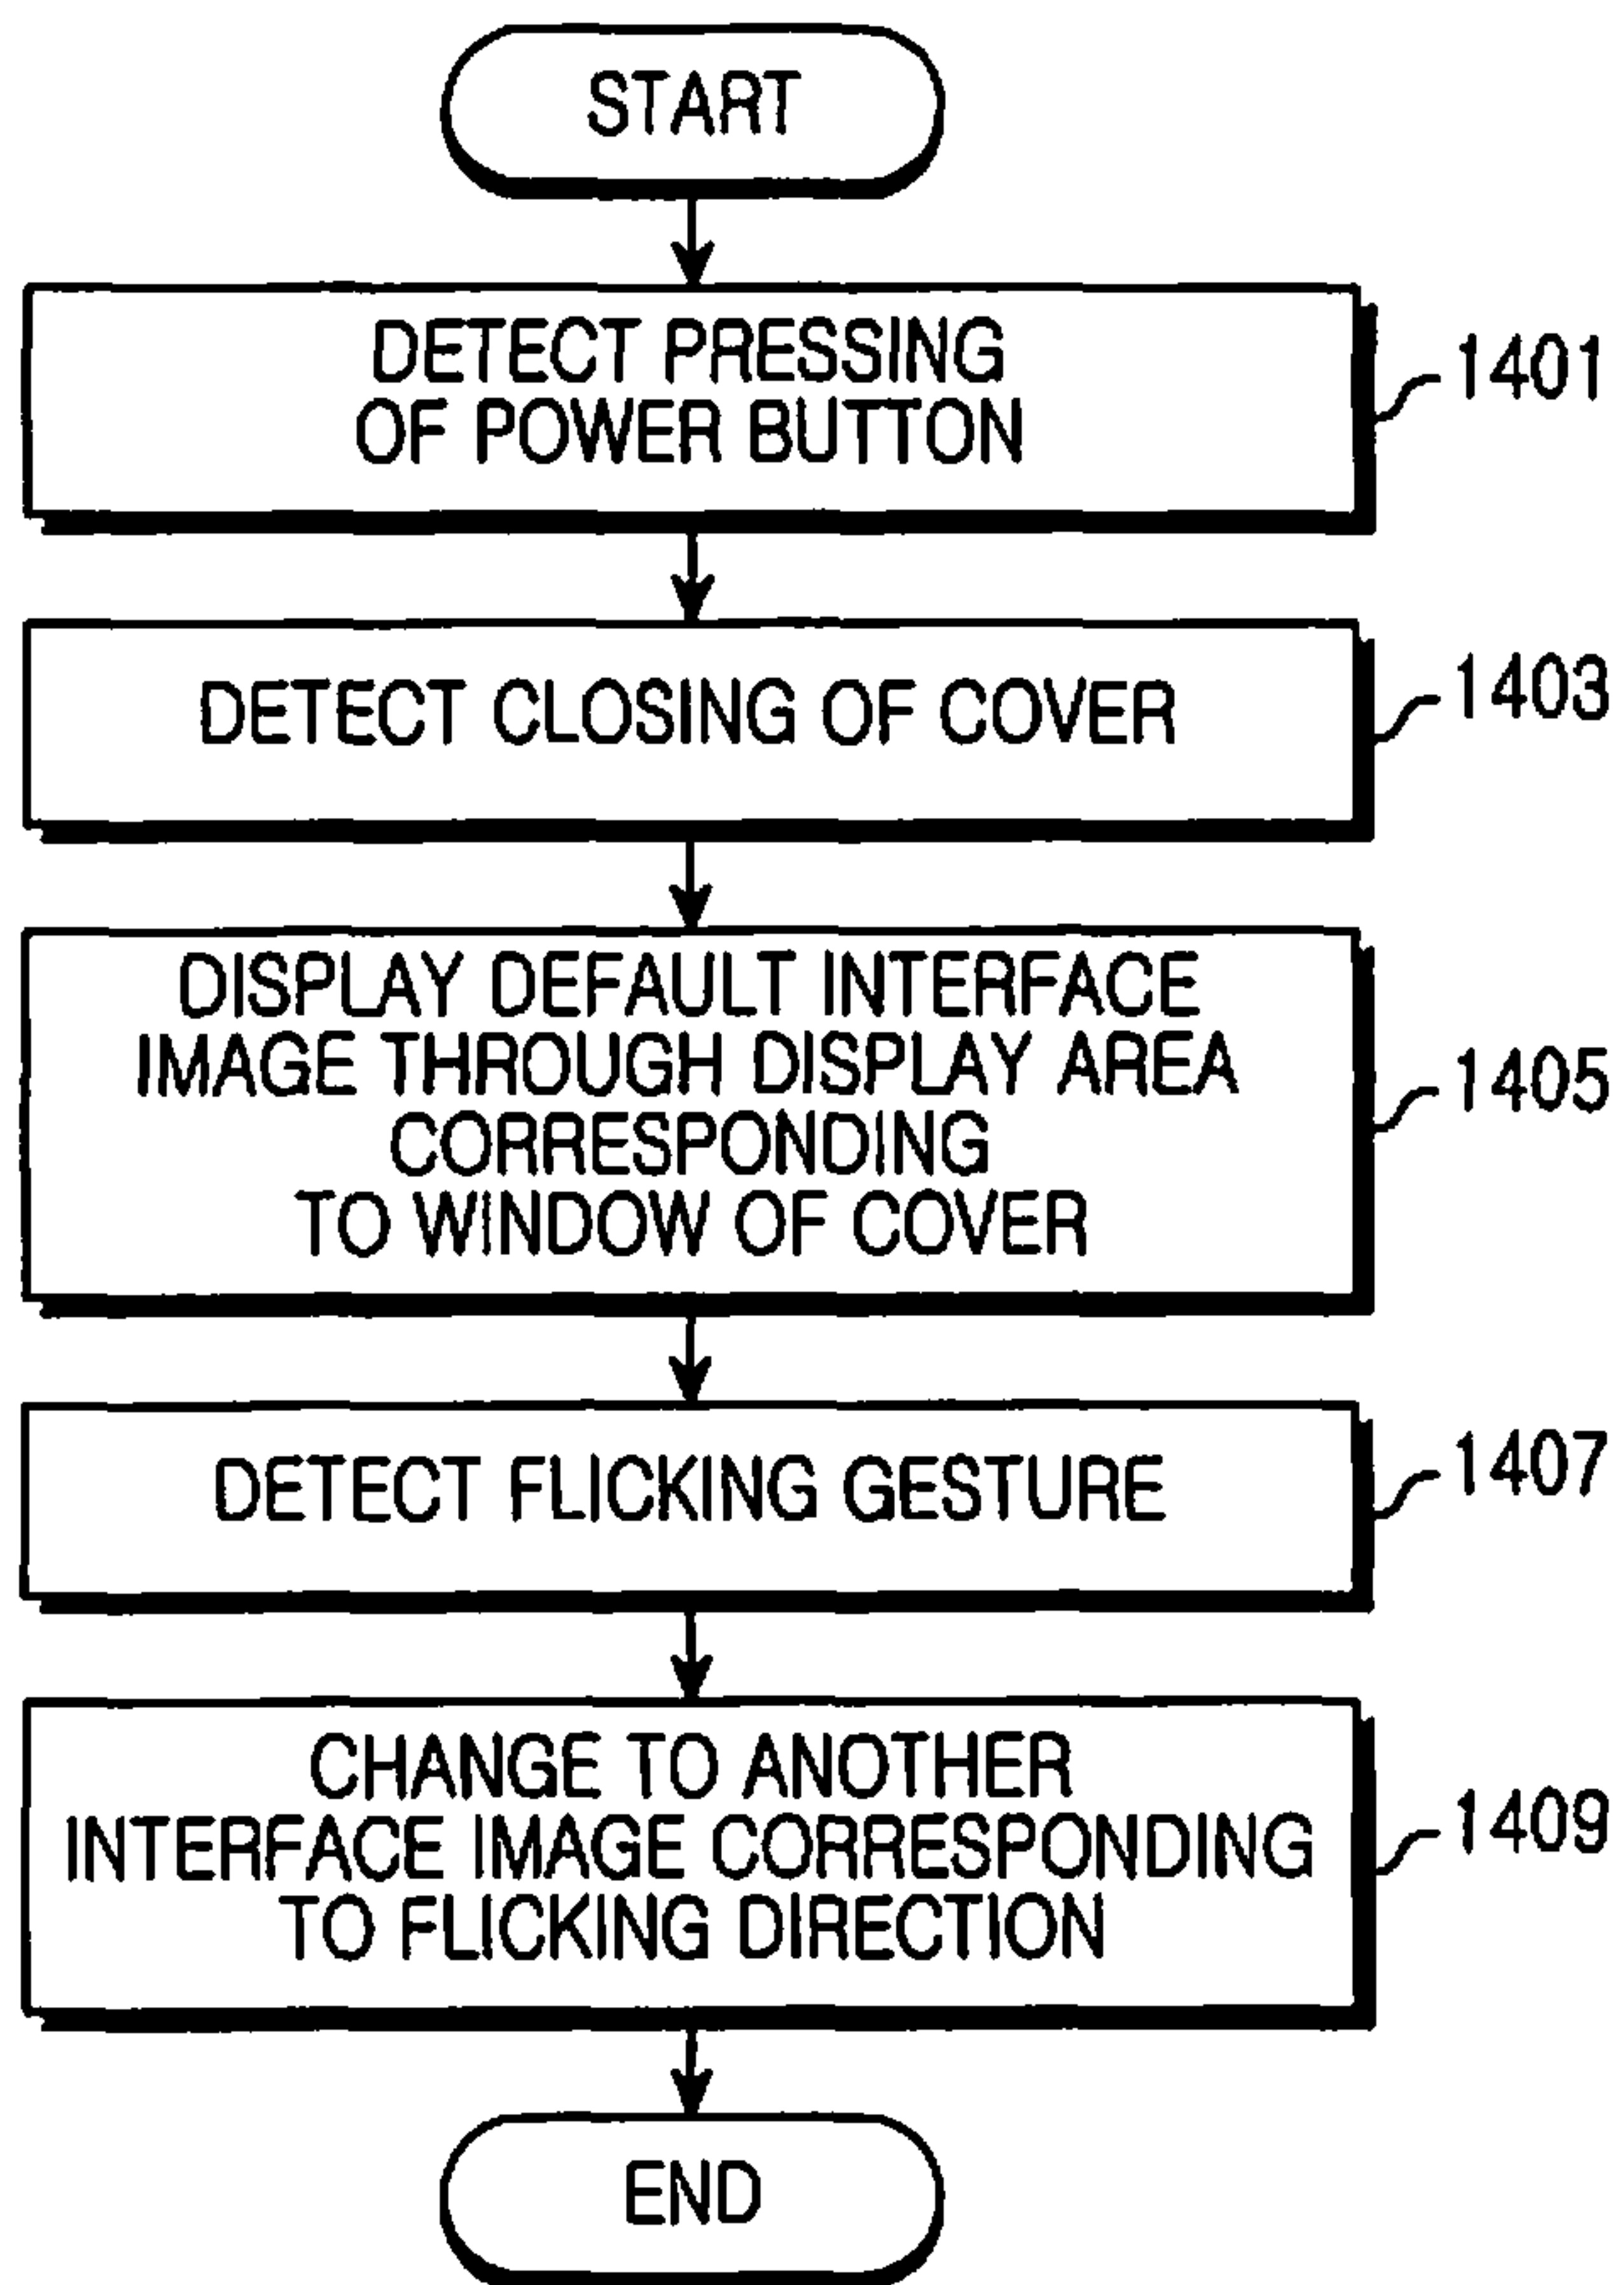 START
DETECT PRESSING
OF POWER BUTTON
1401
DETECT CLOSING OF COVER
1403
DISPLAY DEFAULT INTERFACE
IMAGE THROUGH DISPLAY AREA
CORRESPONDING
TO WINDOW OF COVER
1405
DETECT FLICKING GESTURE
1407
CHANGE TO ANOTHER
INTERFACE IMAGE CORRESPONDING
TO FLICKING DIRECTION
1409
END